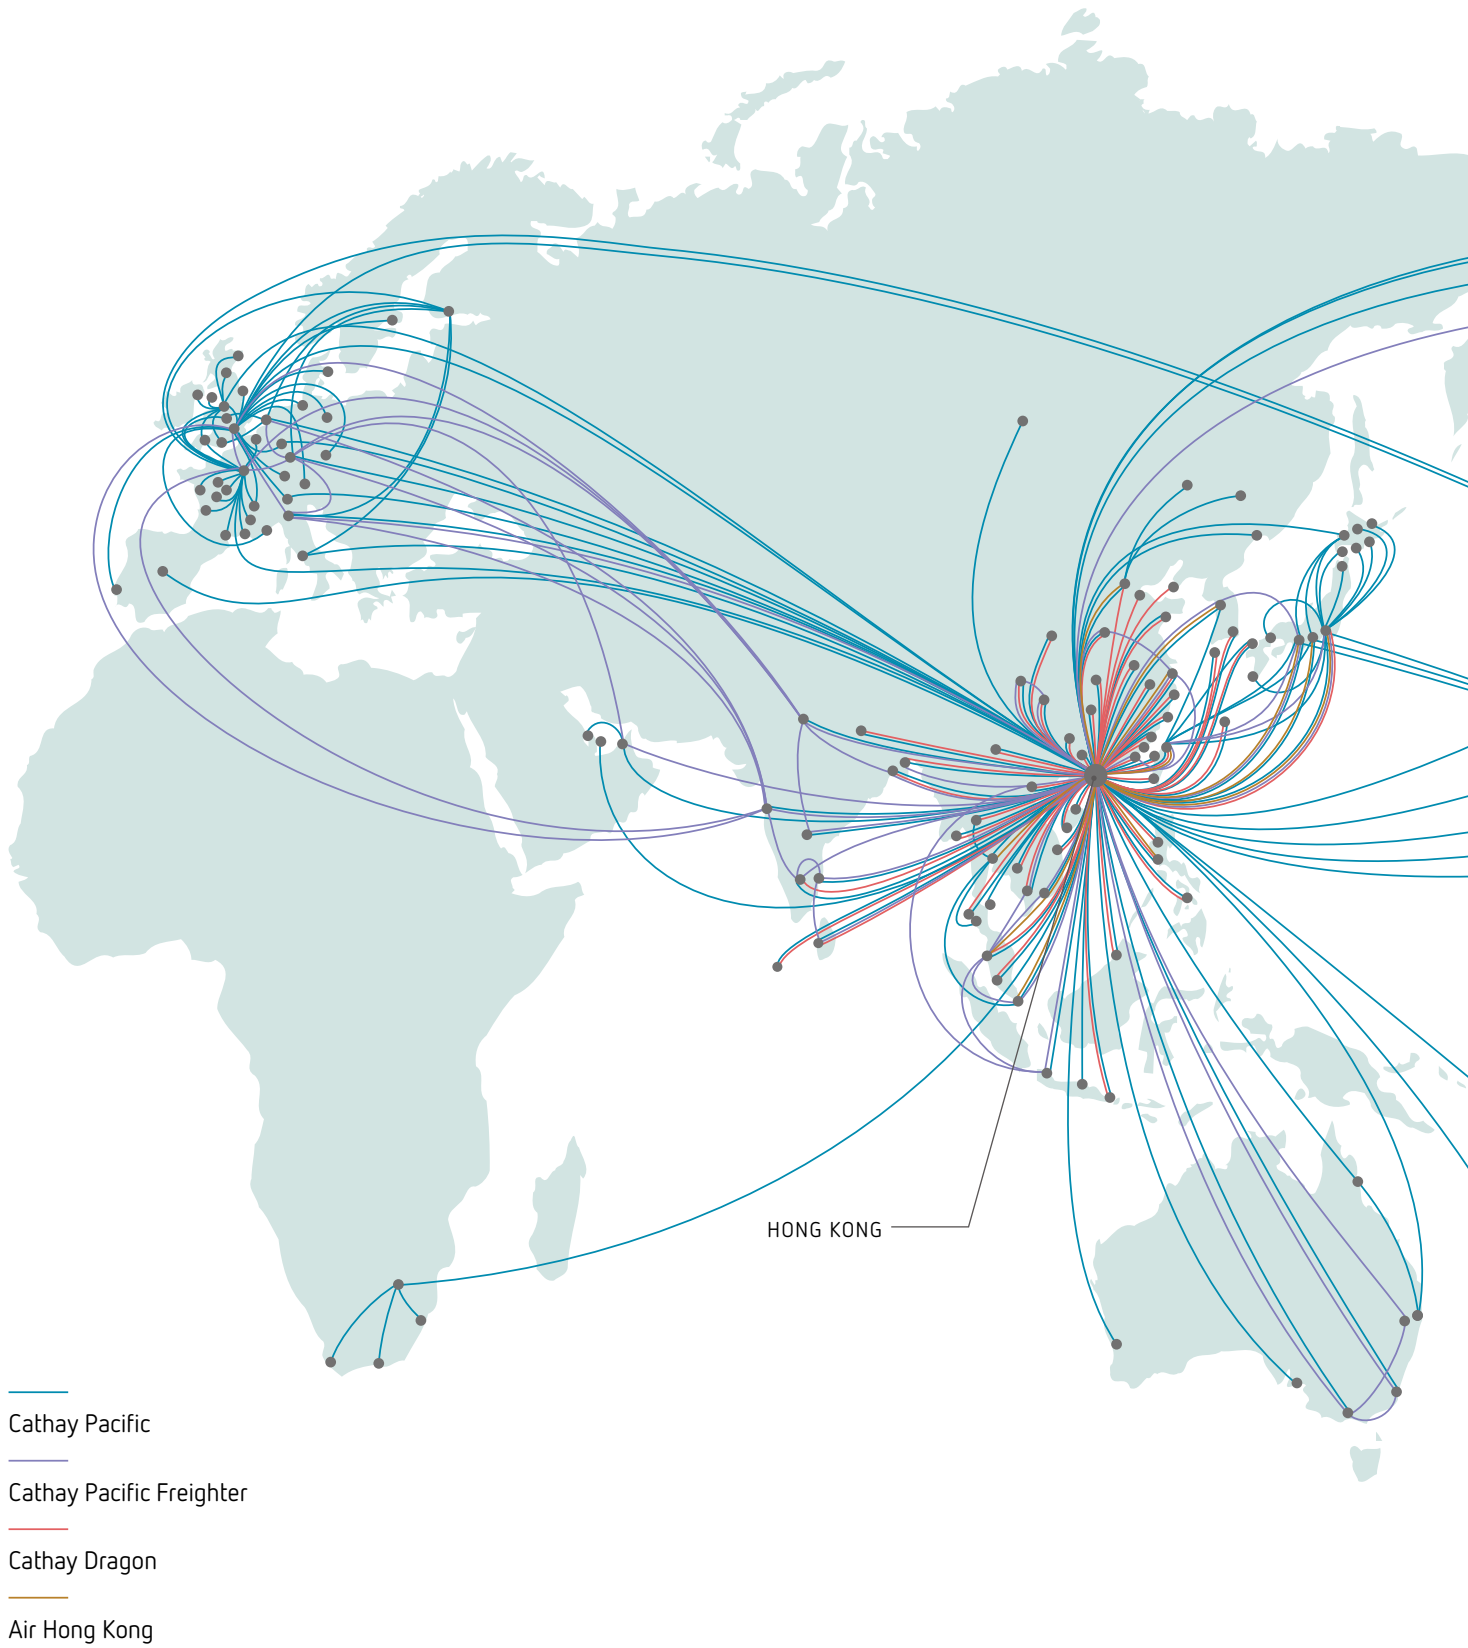 HONG KONG
Cathay Pacific
Cathay Pacific Freighter
Cathay Dragon
Air Hong Kong